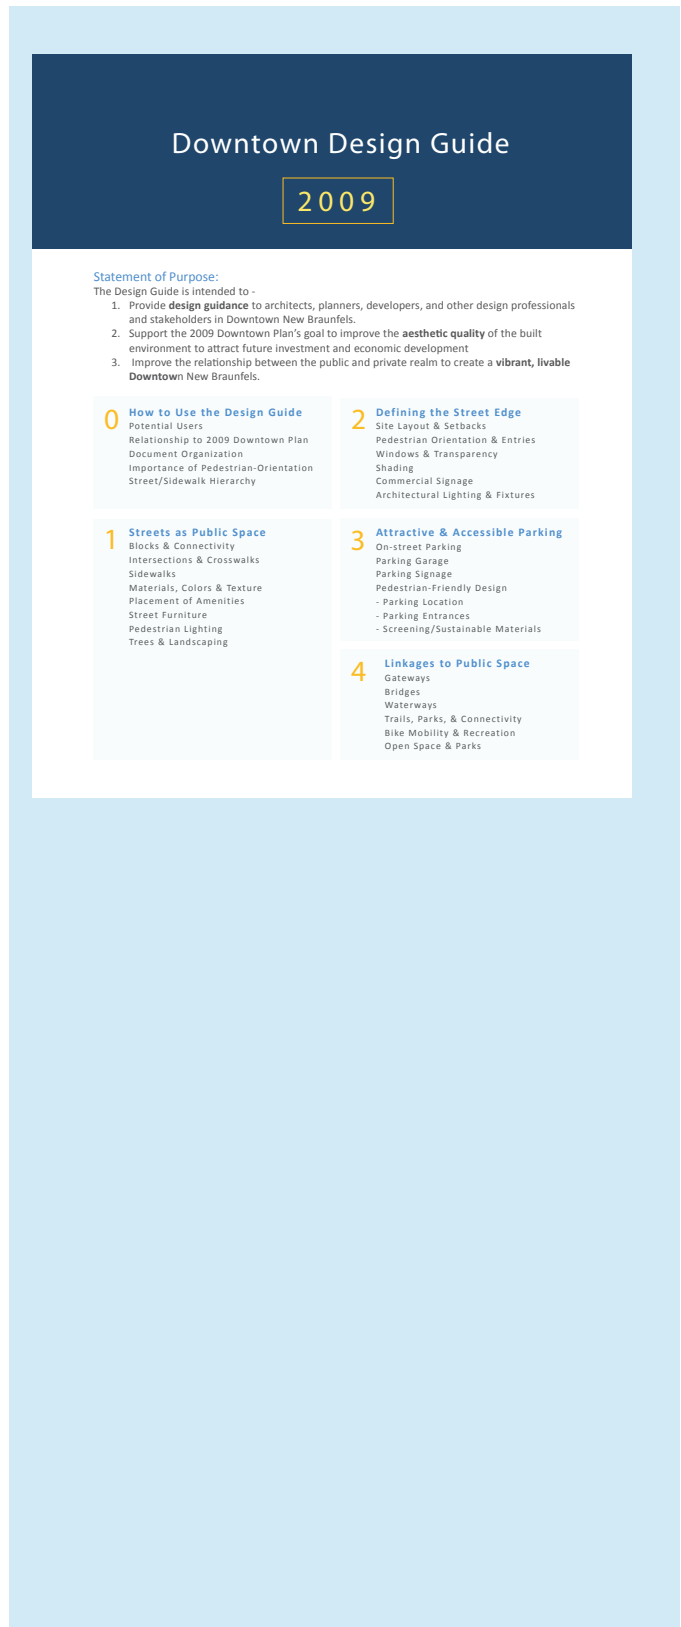 Downtown Design Guide
2009
Statement of Purpose:
The Design Guide is intended to -
1. Provide design guidance to architects, planners, developers, and other design professionals
and stakeholders in Downtown New Braunfels.
2. Support the 2009 Downtown Plan's goal to improve the aesthetic quality of the built
environment to attract future investment and economic development
3. Improve the relationship between the public and private realm to create a vibrant, livable
Downtown New Braunfels.
0 How to Use the Design Guide
Potential Users
Relationship to 2009 Downtown Plan
Document Organization
Importance of Pedestrian-Orientation
Street/Sidewalk Hierarchy
1 Streets as Public Space
Blocks & Connectivity
Intersections & Crosswalks
Sidewalks
Materials, Colors & Texture
Placement of Amenities
Street Furniture
Pedestrian Lighting
Trees & Landscaping
2 Defining the Street Edge
Site Layout & Setbacks
Pedestrian Orientation & Entries
Windows & Transparency
Shading
Commercial Signage
Architectural Lighting & Fixtures
3 Attractive & Accessible Parking
On-street Parking
Parking Garage
Parking Signage
Pedestrian-Friendly Design
- Parking Location
- Parking Entrances
- Screening/Sustainable Materials
4 Linkages to Public Space
Gateways
Bridges
Waterways
Trails, Parks, & Connectivity
Bike Mobility & Recreation
Open Space & Parks